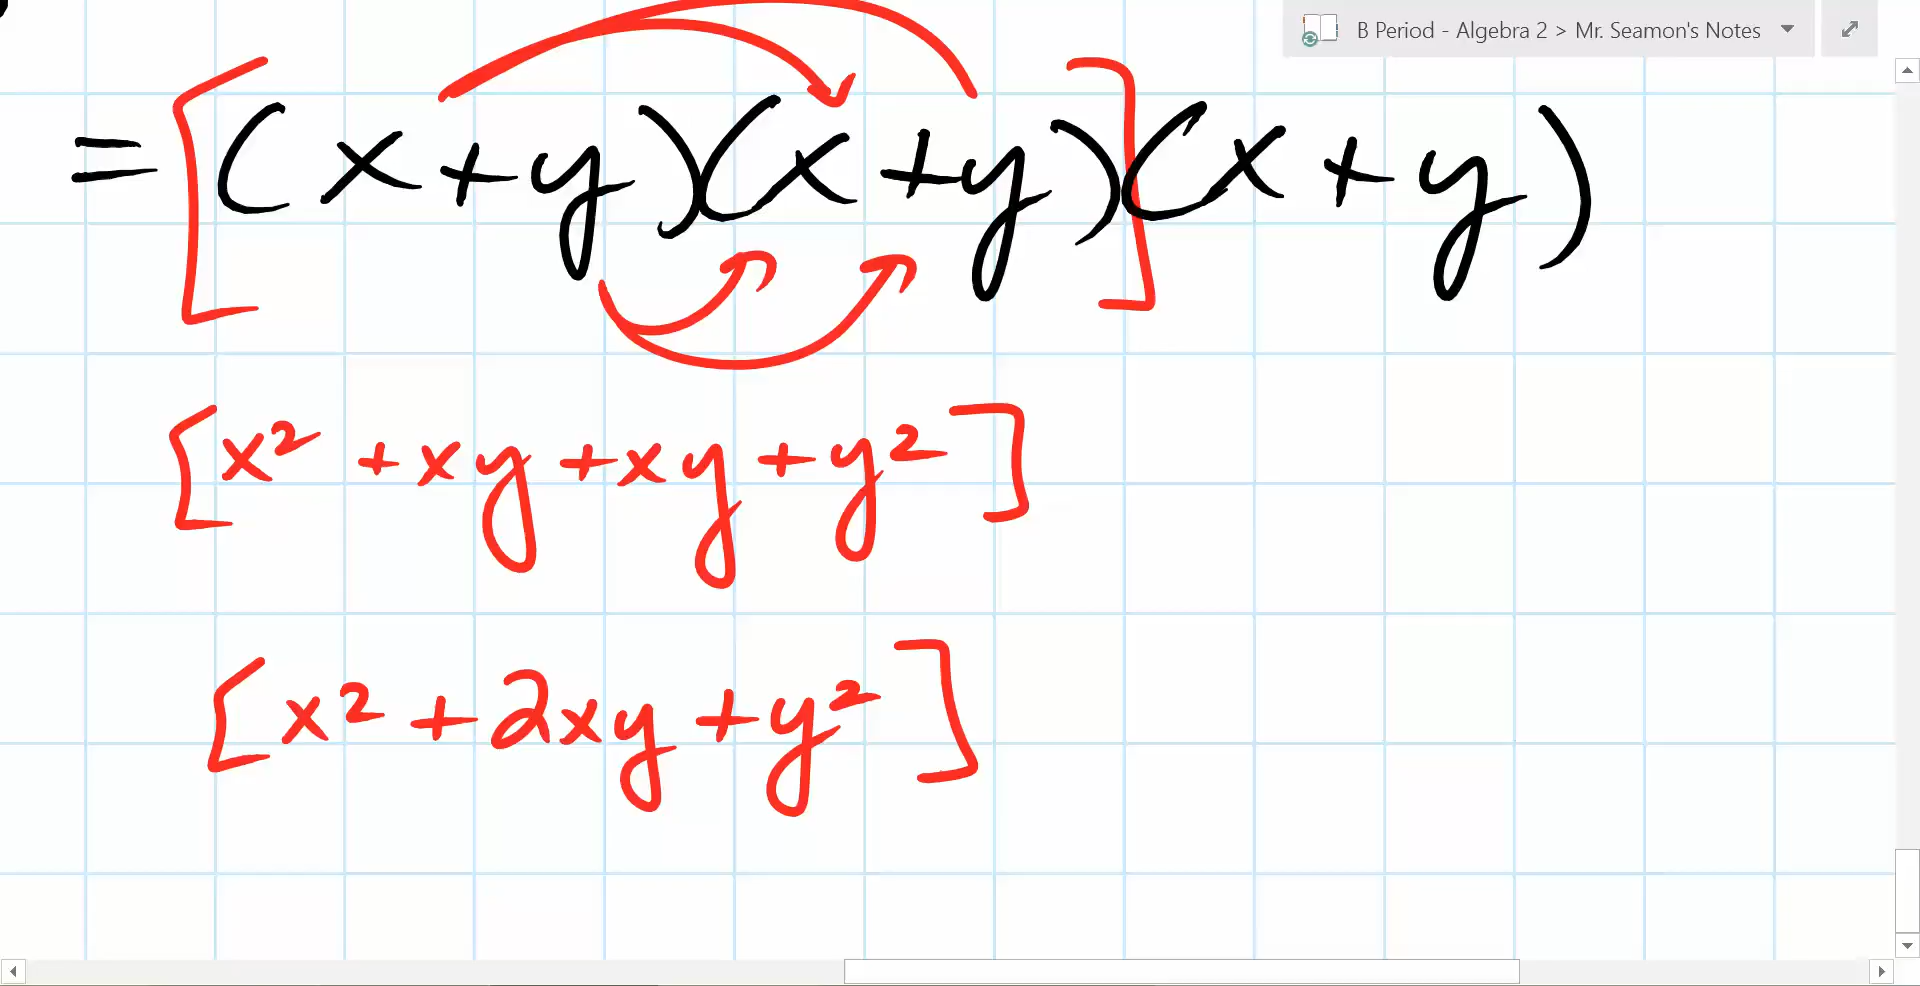 B Period - Algebra 2 > Mr. Seamon's Notes
= [(x+y)(x+y)](x+y)
[x² +xy +xy +y²]
[x² + 2xy + y²]